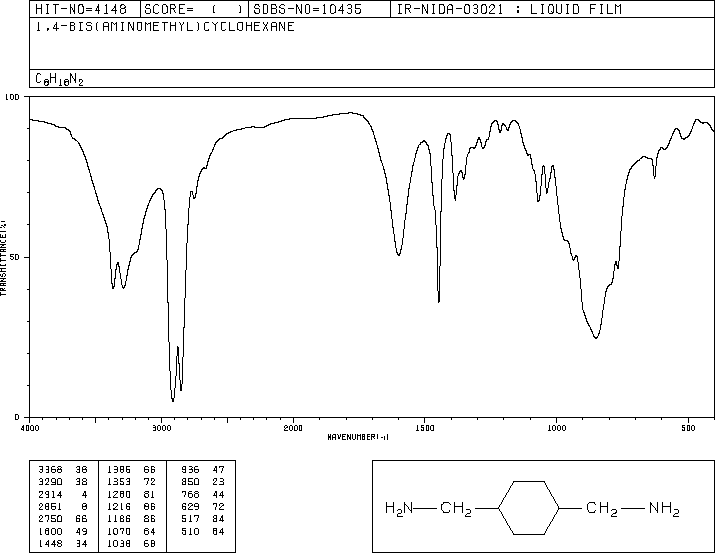 HIT-NO=4148 SCORE= ( ) SDBS-NO=10435 IR-NIDA-03021 : LIQUID FILM
1,4-BIS(AMINOMETHYL)CYCLOHEXANE
C8H18N2
100
50
0
TRANSMITTANCE(%)
4000 3000 2000 1500 1000 500
WAVENUMBER(-1)
3368 38 1386 66 936 47
3290 38 1353 72 850 23
2914 4 1280 81 768 44
2851 8 1216 86 629 72
2750 66 1186 86 517 84
1600 49 1070 64 510 84
1448 34 1038 68
H2N CH2 CH2 NH2